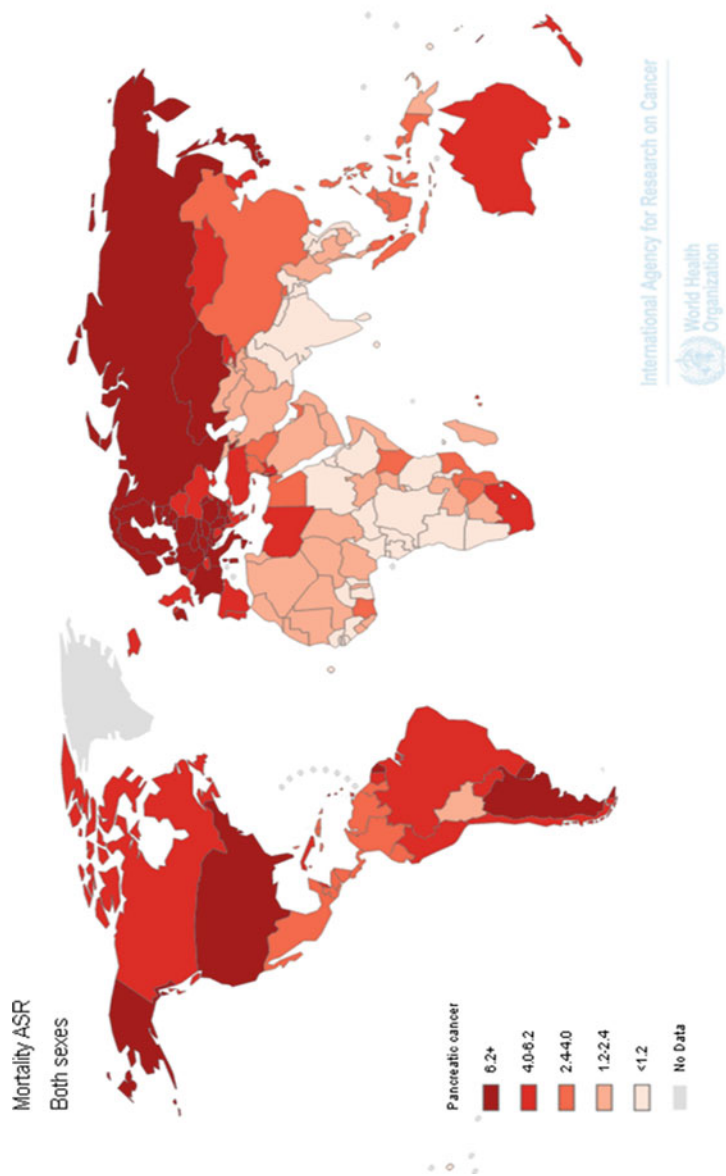 Mortality ASR
Both sexes
Pancreatic cancer
6.2+
4.0-6.2
2.4-4.0
1.2-2.4
<1.2
No Data
International Agency for Research on Cancer
World Health
Organization